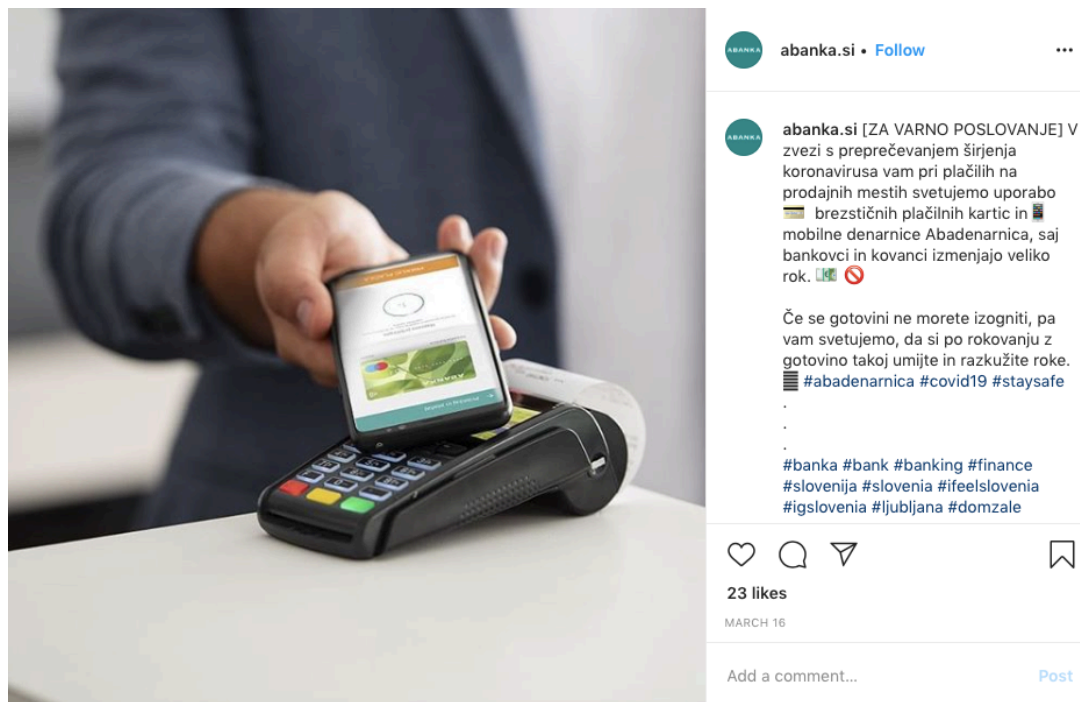 ABANKA
abanka.si • Follow
ABANKA
abanka.si [ZA VARNO POSLOVANJE] V
zvezi s preprečevanjem širjenja
koronavirusa vam pri plačilih na
prodajnih mestih svetujemo uporabo
💳 brezstičnih plačilnih kartic in📱
mobilne denarnice Abadenarnica, saj
bankovci in kovanci izmenjajo veliko
rok. 💵 🚫
Če se gotovini ne morete izogniti, pa
vam svetujemo, da si po rokovanju z
gotovino takoj umijte in razkužite roke.
#abadenarnica #covid19 #staysafe
.
.
.
#banka #bank #banking #finance
#slovenija #slovenia #ifeelslovenia
#igslovenia #ljubljana #domzale
23 likes
MARCH 16
Add a comment... Post
ABANKA